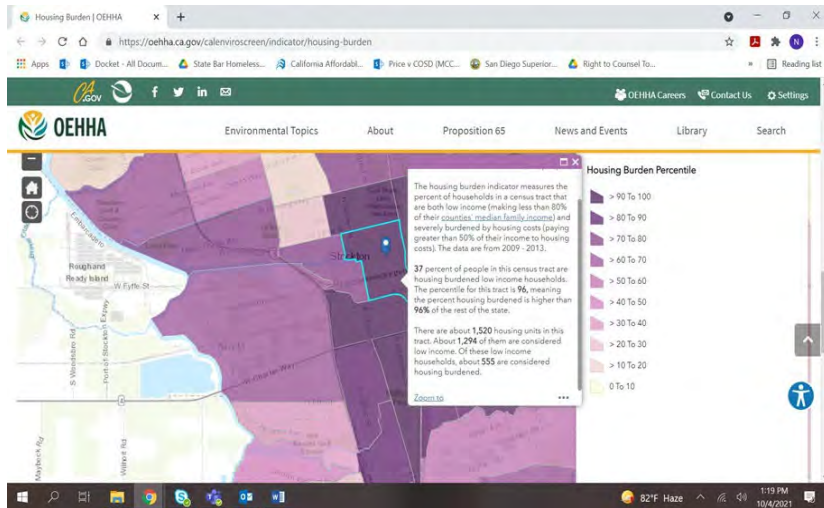 Housing Burden | OEHHA
https://oehha.ca.gov/calenviroscreen/indicator/housing-burden
Apps Docket - All Docum... State Bar Homeless... California Affordabl... Price v COSD (MCC... San Diego Superior... Right to Counsel To... Reading list
CA.GOV OEHHA Careers Contact Us Settings
OEHHA Environmental Topics About Proposition 65 News and Events Library Search
The housing burden indicator measures the
percent of households in a census tract that
are both low income (making less than 80%
of their counties' median family income) and
severely burdened by housing costs (paying
greater than 50% of their income to housing
costs). The data are from 2009 - 2013.
37 percent of people in this census tract are
housing burdened low income households.
The percentile for this tract is 96, meaning
the percent housing burdened is higher than
96% of the rest of the state.
There are about 1,520 housing units in this
tract. About 1,294 of them are considered
low income. Of these low income
households, about 555 are considered
housing burdened.
Zoom to
Housing Burden Percentile
> 90 To 100
> 80 To 90
> 70 To 80
> 60 To 70
> 50 To 60
> 40 To 50
> 30 To 40
> 20 To 30
> 10 To 20
0 To 10
Embarcadero
Rough and
Ready Island
W Fyffe St
Stockton
Port of Stockton Expwy
Charter Way
Maybeck Rd
Wilhoit Rd
82°F Haze
1:19 PM
10/4/2021